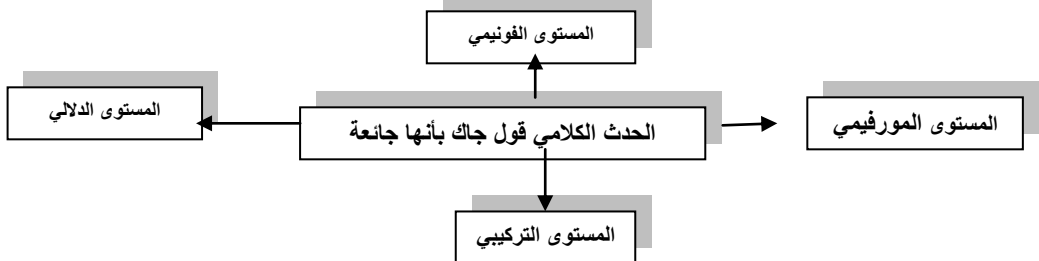 المستوى الفونيمي
المستوى المورفيمي
الحدث الكلامي قول جاك بأنها جائعة
المستوى الدلالي
المستوى التركيبي